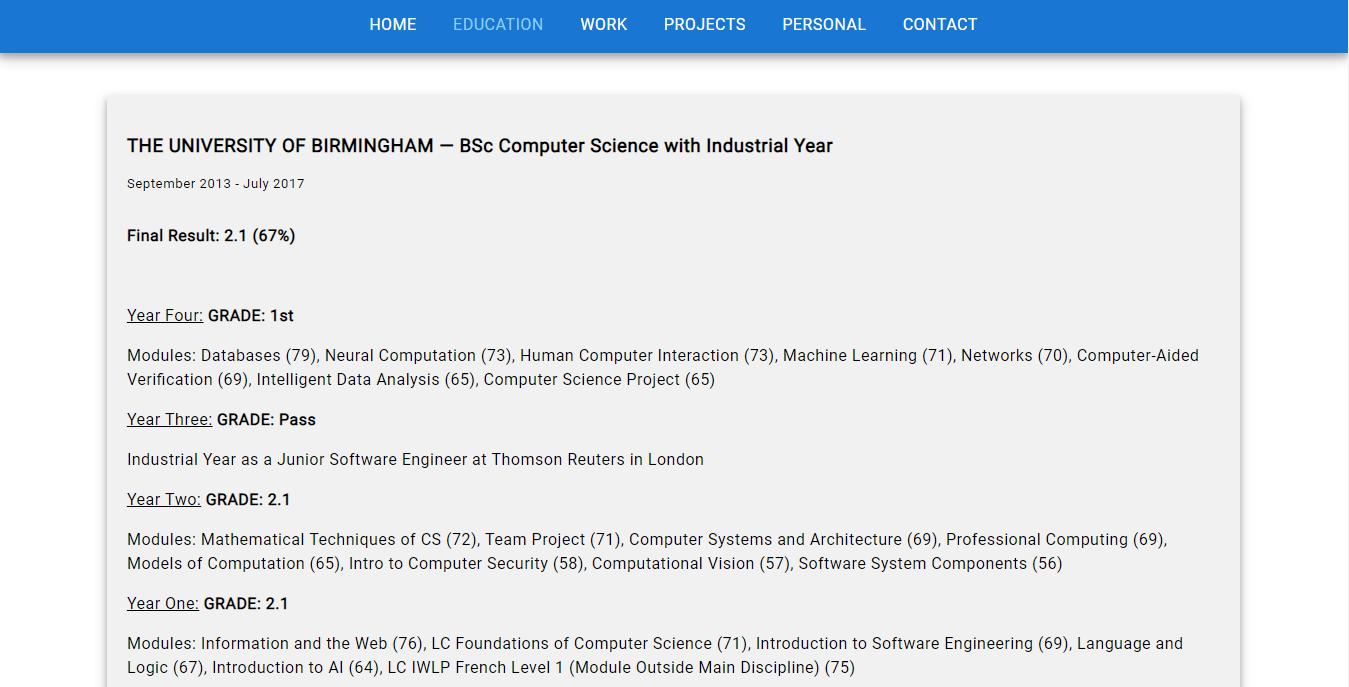 HOME EDUCATION WORK PROJECTS PERSONAL CONTACT
THE UNIVERSITY OF BIRMINGHAM — BSc Computer Science with Industrial Year
September 2013 - July 2017
Final Result: 2.1 (67%)
Year Four: GRADE: 1st
Modules: Databases (79), Neural Computation (73), Human Computer Interaction (73), Machine Learning (71), Networks (70), Computer-Aided
Verification (69), Intelligent Data Analysis (65), Computer Science Project (65)
Year Three: GRADE: Pass
Industrial Year as a Junior Software Engineer at Thomson Reuters in London
Year Two: GRADE: 2.1
Modules: Mathematical Techniques of CS (72), Team Project (71), Computer Systems and Architecture (69), Professional Computing (69),
Models of Computation (65), Intro to Computer Security (58), Computational Vision (57), Software System Components (56)
Year One: GRADE: 2.1
Modules: Information and the Web (76), LC Foundations of Computer Science (71), Introduction to Software Engineering (69), Language and
Logic (67), Introduction to AI (64), LC IWLP French Level 1 (Module Outside Main Discipline) (75)